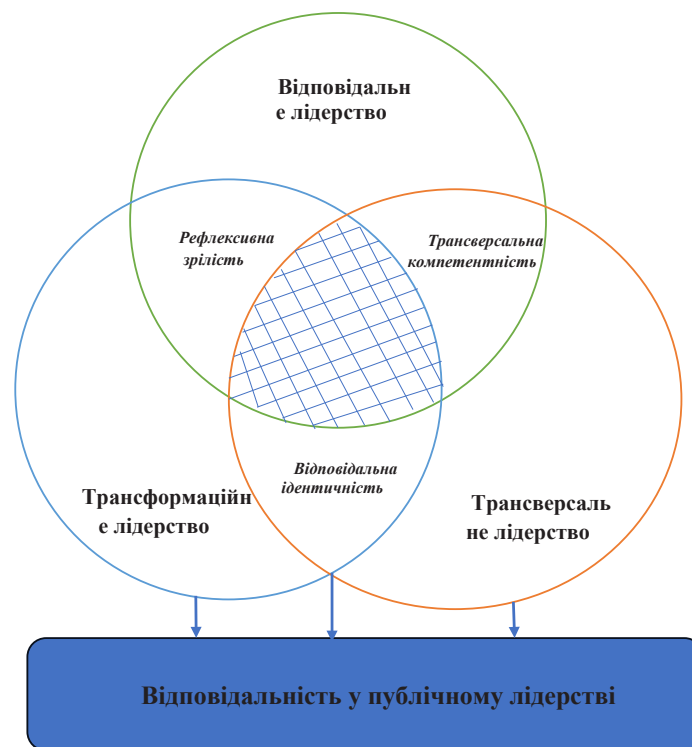 Відповідальн
е лідерство
Рефлексивна
зрілість
Трансверсальна
компетентність
Відповідальна
ідентичність
Трансформаційн
е лідерство
Трансверсаль
не лідерство
Відповідальність у публічному лідерстві